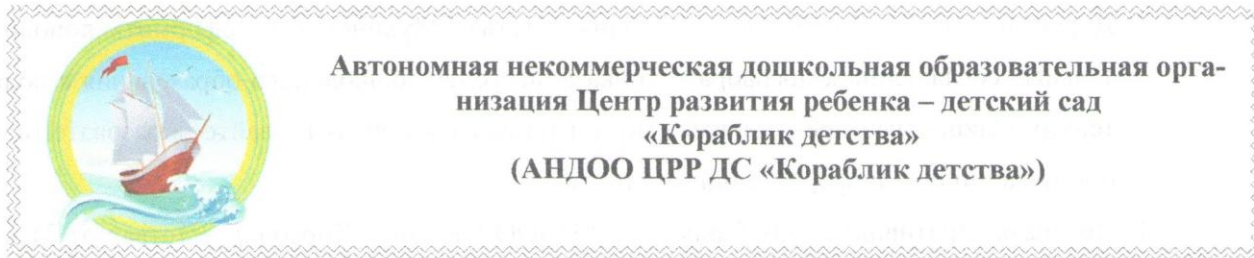 Автономная некоммерческая дошкольная образовательная орга-
низация Центр развития ребенка – детский сад
«Кораблик детства»
(АНДОО ЦРР ДС «Кораблик детства»)